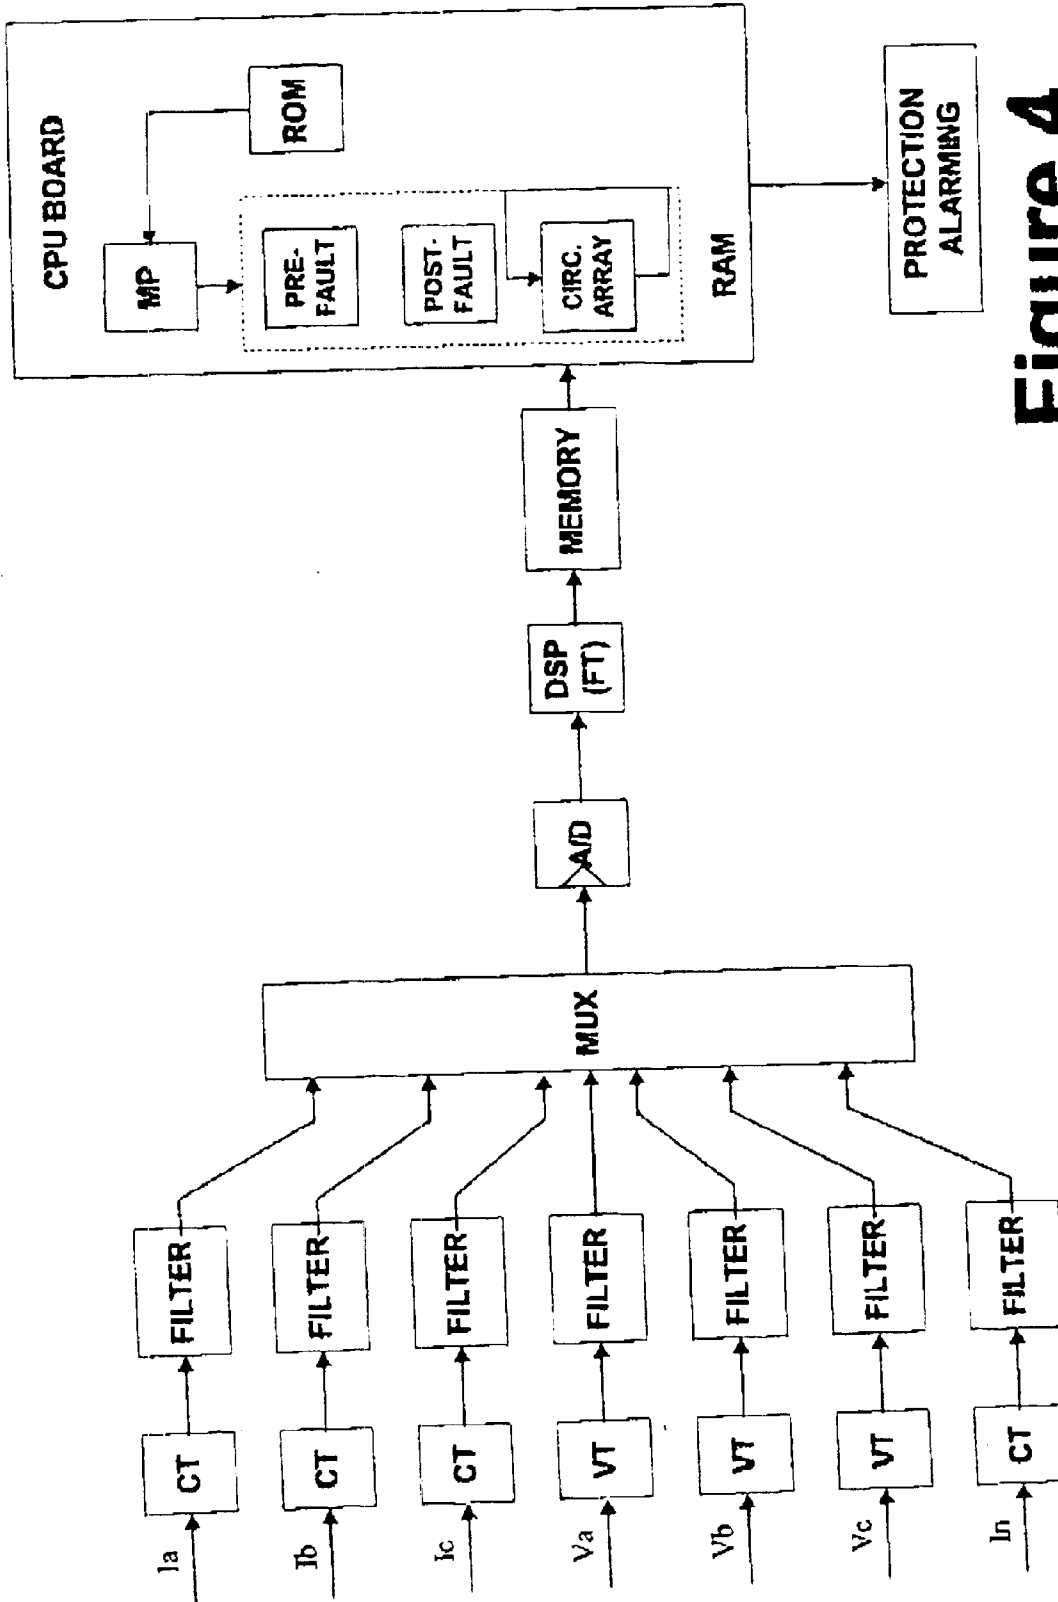 Ia
Ib
Ic
Va
Vb
Vc
In
CT
CT
CT
VT
VT
VT
CT
FILTER
FILTER
FILTER
FILTER
FILTER
FILTER
FILTER
MUX
A/D
DSP
(FT)
MEMORY
CPU BOARD
MP
ROM
PRE-
FAULT
POST-
FAULT
CIRC.
ARRAY
RAM
PROTECTION
ALARMING
Figure 4